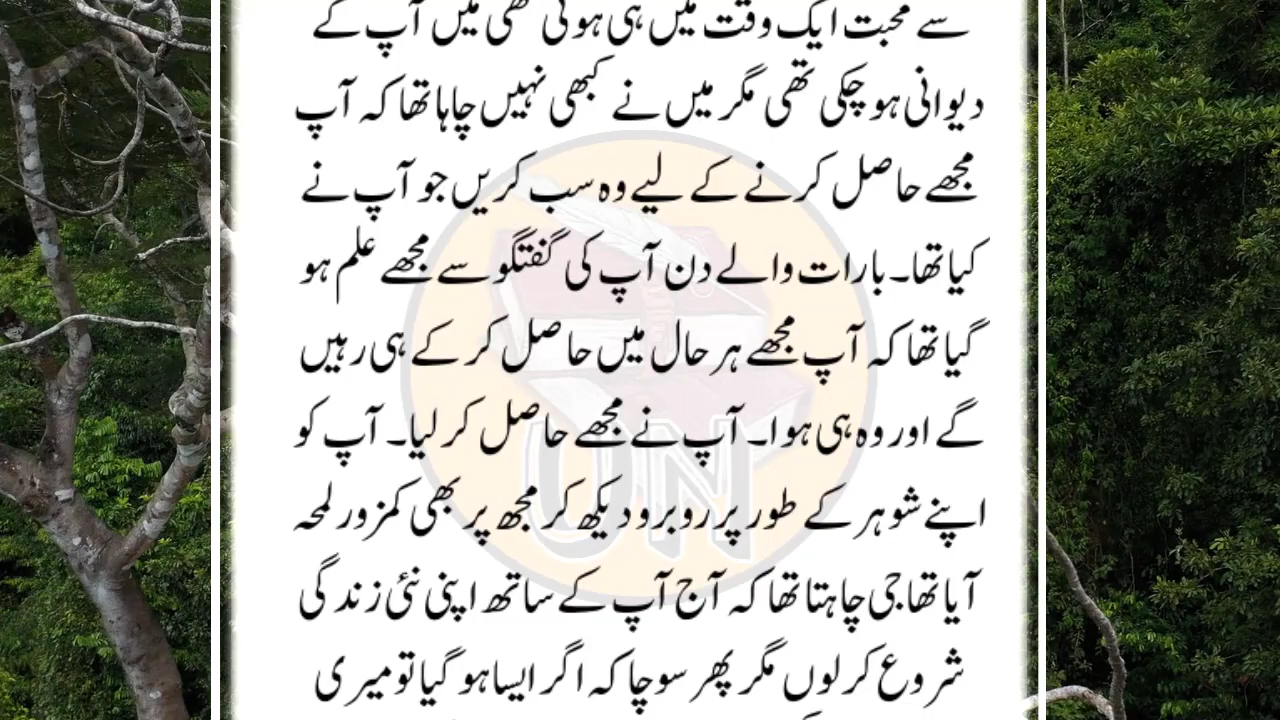 سے محبت ایک وقت میں ہی ہوئی تھی میں آپ کے
دیوانی ہو چکی تھی مگر میں نے کبھی نہیں چاہا تھا کہ آپ
مجھے حاصل کرنے کے لیے وہ سب کریں جو آپ نے
کیا تھا۔ بارات والے دن آپ کی گفتگو سے مجھے علم ہو
گیا تھا کہ آپ مجھے ہر حال میں حاصل کر کے ہی رہیں
گے اور وہ ہی ہوا۔ آپ نے مجھے حاصل کر لیا۔ آپ کو
اپنے شوہر کے طور پر روبرو دیکھ کر مجھ پر بھی کمزور لمحہ
آیا تھا جی چاہتا تھا کہ آج آپ کے ساتھ اپنی نئی زندگی
شروع کر لوں مگر پھر سوچا کہ اگر ایسا ہو گیا تو میری
UN